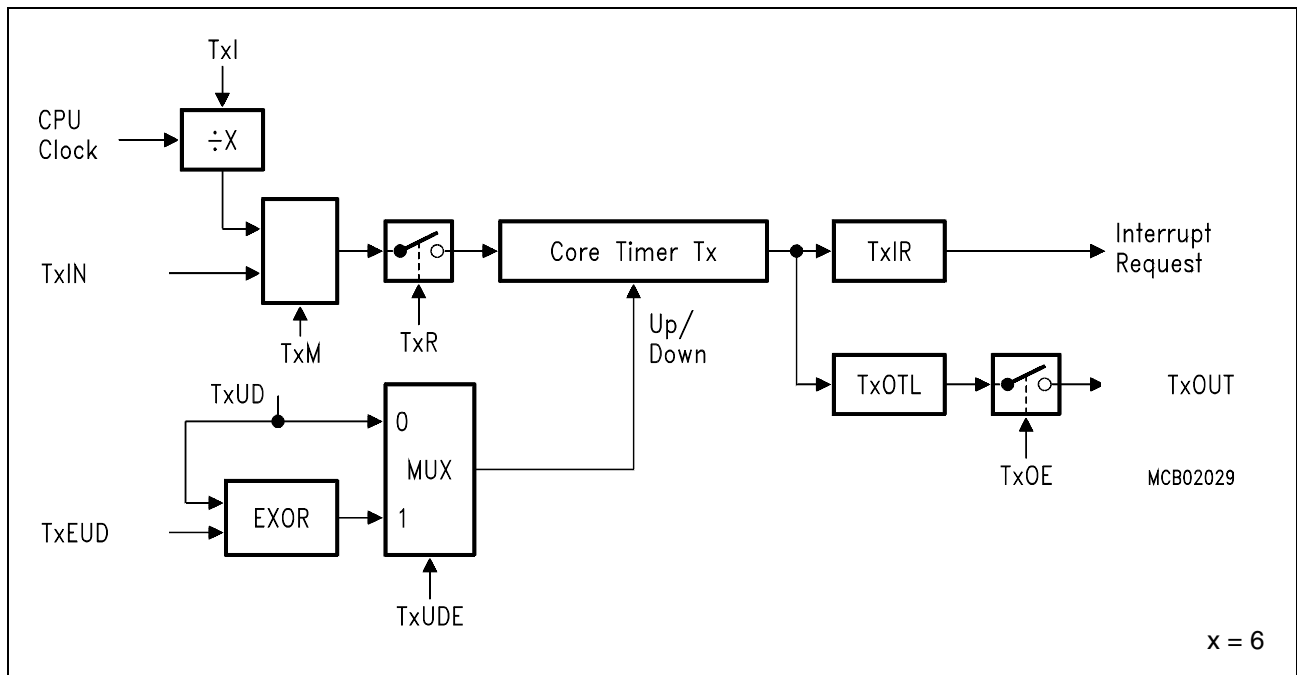 TxI
CPU
Clock
÷X
TxIN
TxM
TxR
Core Timer Tx
TxIR
Interrupt
Request
Up/
Down
TxOTL
TxOUT
TxOE
MCB02029
TxUD
0
MUX
1
EXOR
TxEUD
TxUDE
x = 6